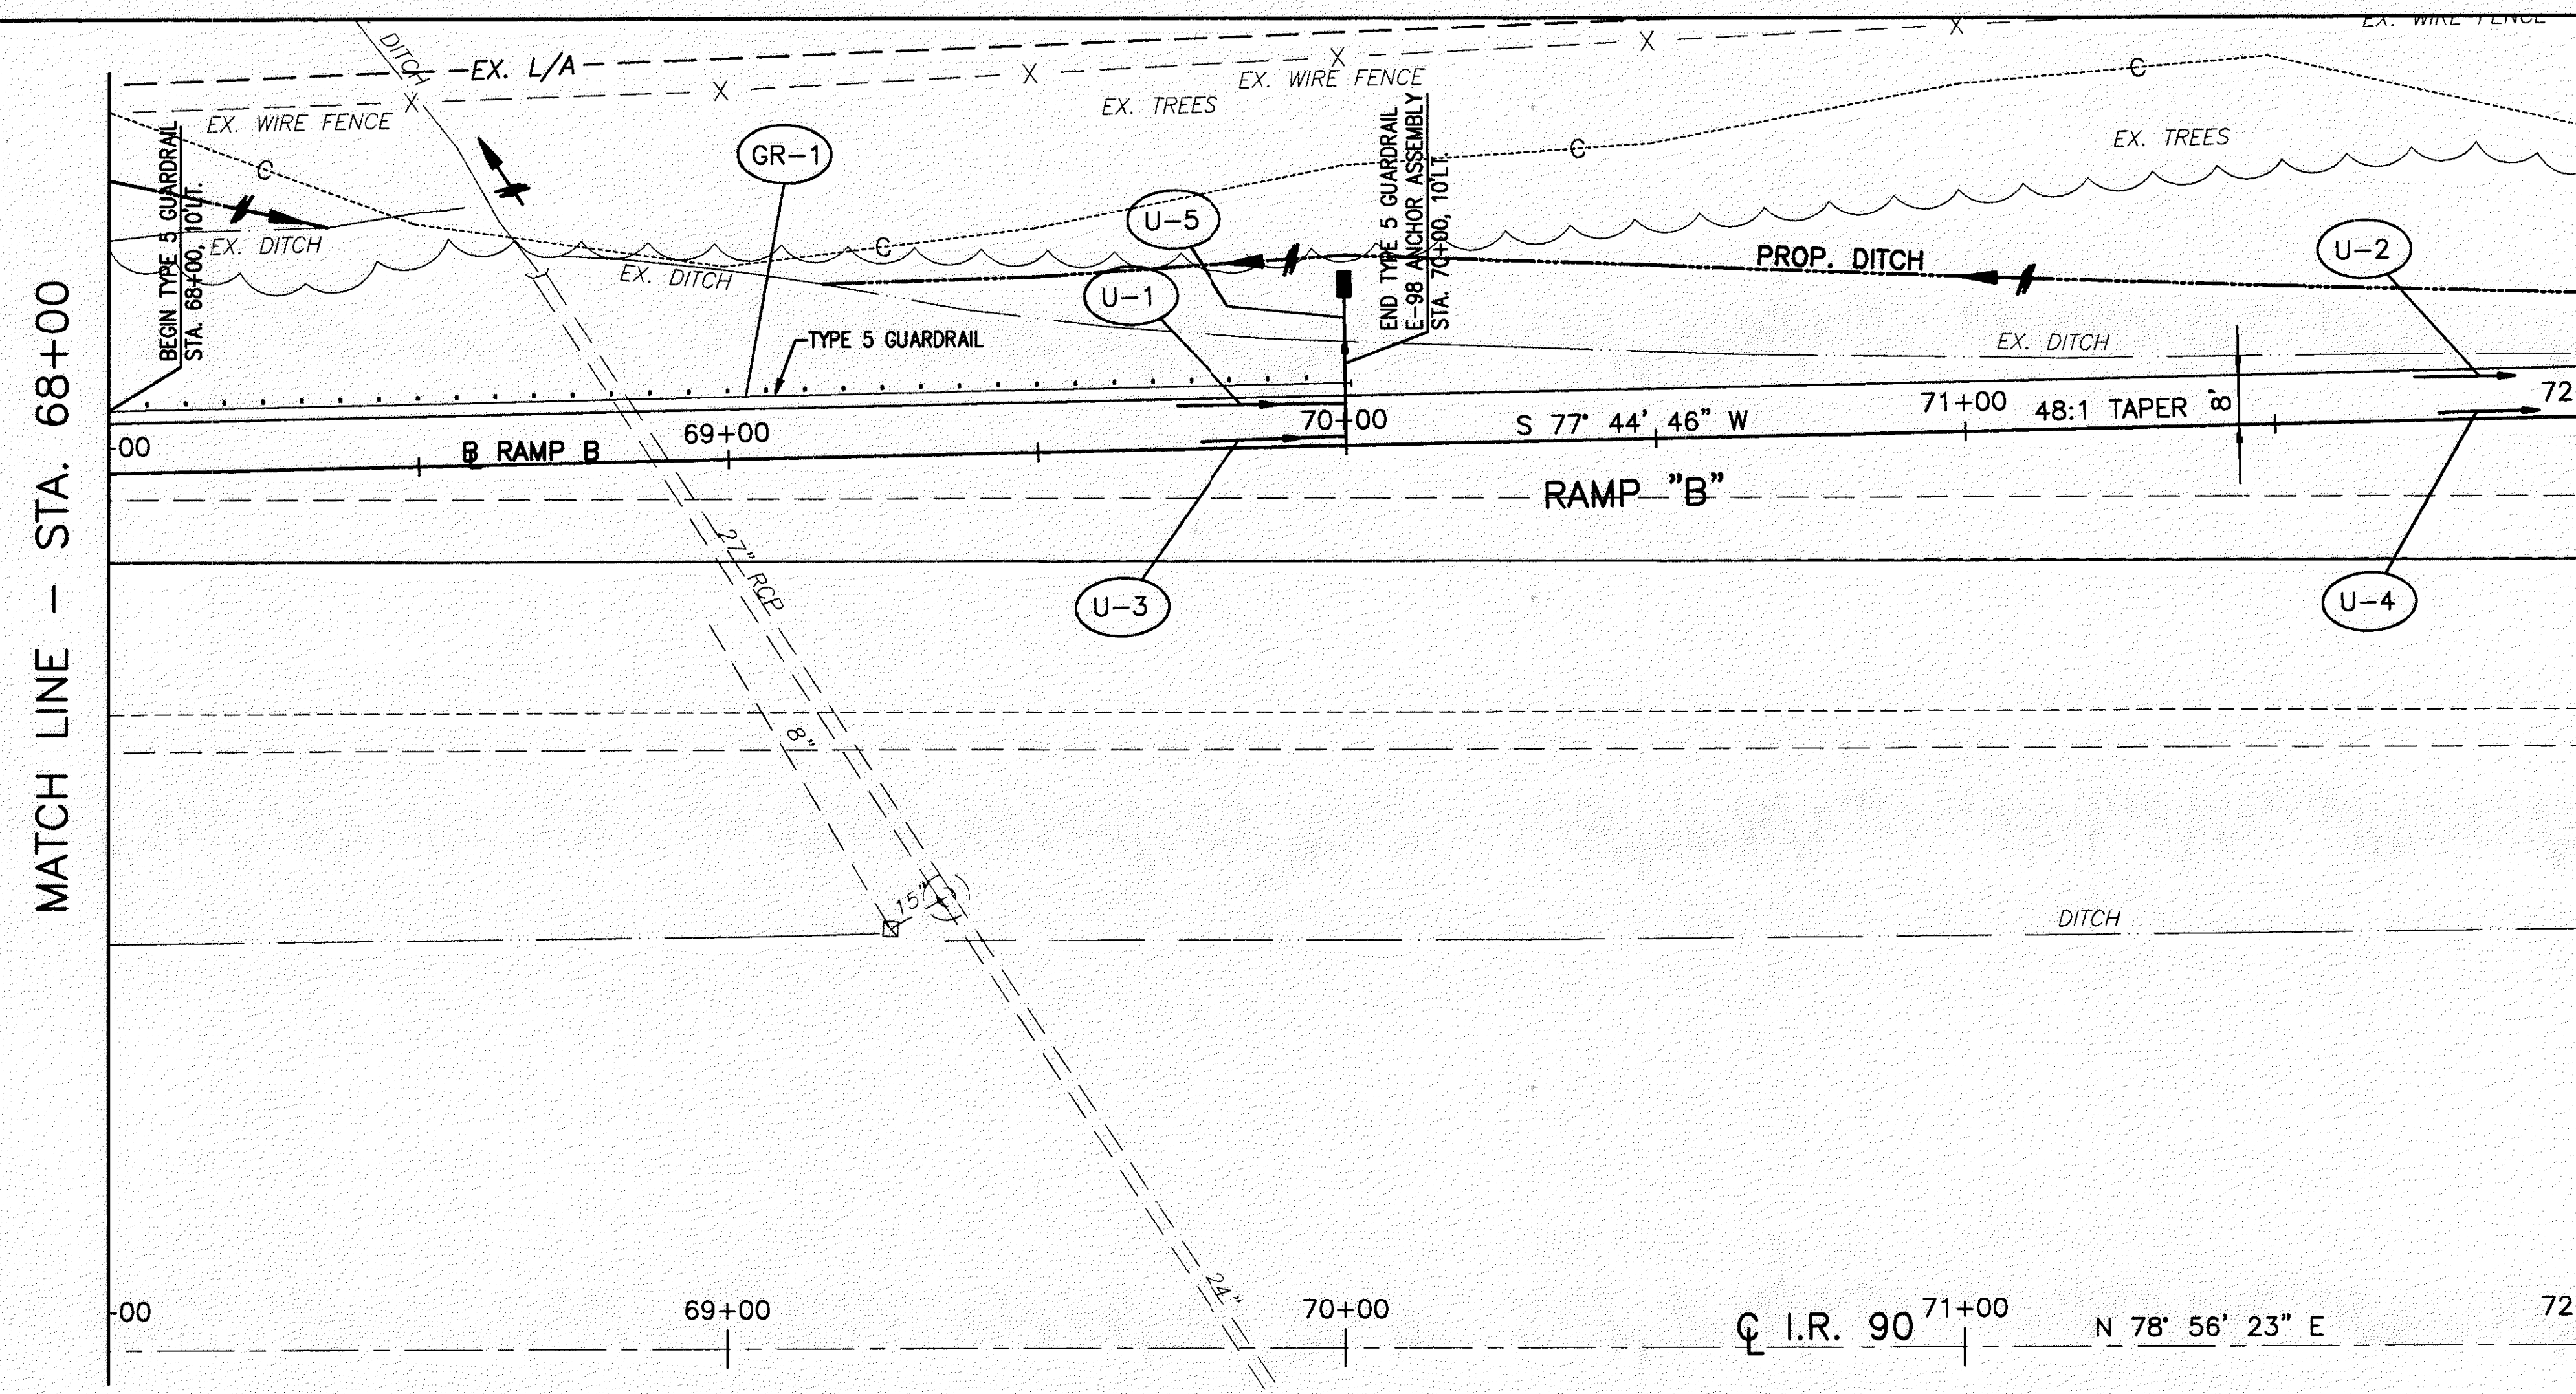 EX. WIRE FENCE
DITCH
EX. L/A
X
X
X
X
X
X
EX. WIRE FENCE
EX. TREES
EX. WIRE FENCE
EX. TREES
C
C
C
C
GR-1
U-5
U-1
U-2
BEGIN TYPE 5 GUARDRAIL
STA. 68+00, 10'LT.
END TYPE 5 GUARDRAIL
E-98 ANCHOR ASSEMBLY
STA. 70+00, 10'LT.
EX. DITCH
EX. DITCH
PROP. DITCH
EX. DITCH
TYPE 5 GUARDRAIL
MATCH LINE - STA. 68+00
00
B RAMP B
69+00
70+00
S 77° 44' 46" W
71+00
48:1 TAPER
8'
72
RAMP "B"
27" RCP
U-3
U-4
8"
15"
DITCH
24"
00
69+00
70+00
℄ I.R. 90
71+00
N 78° 56' 23" E
72